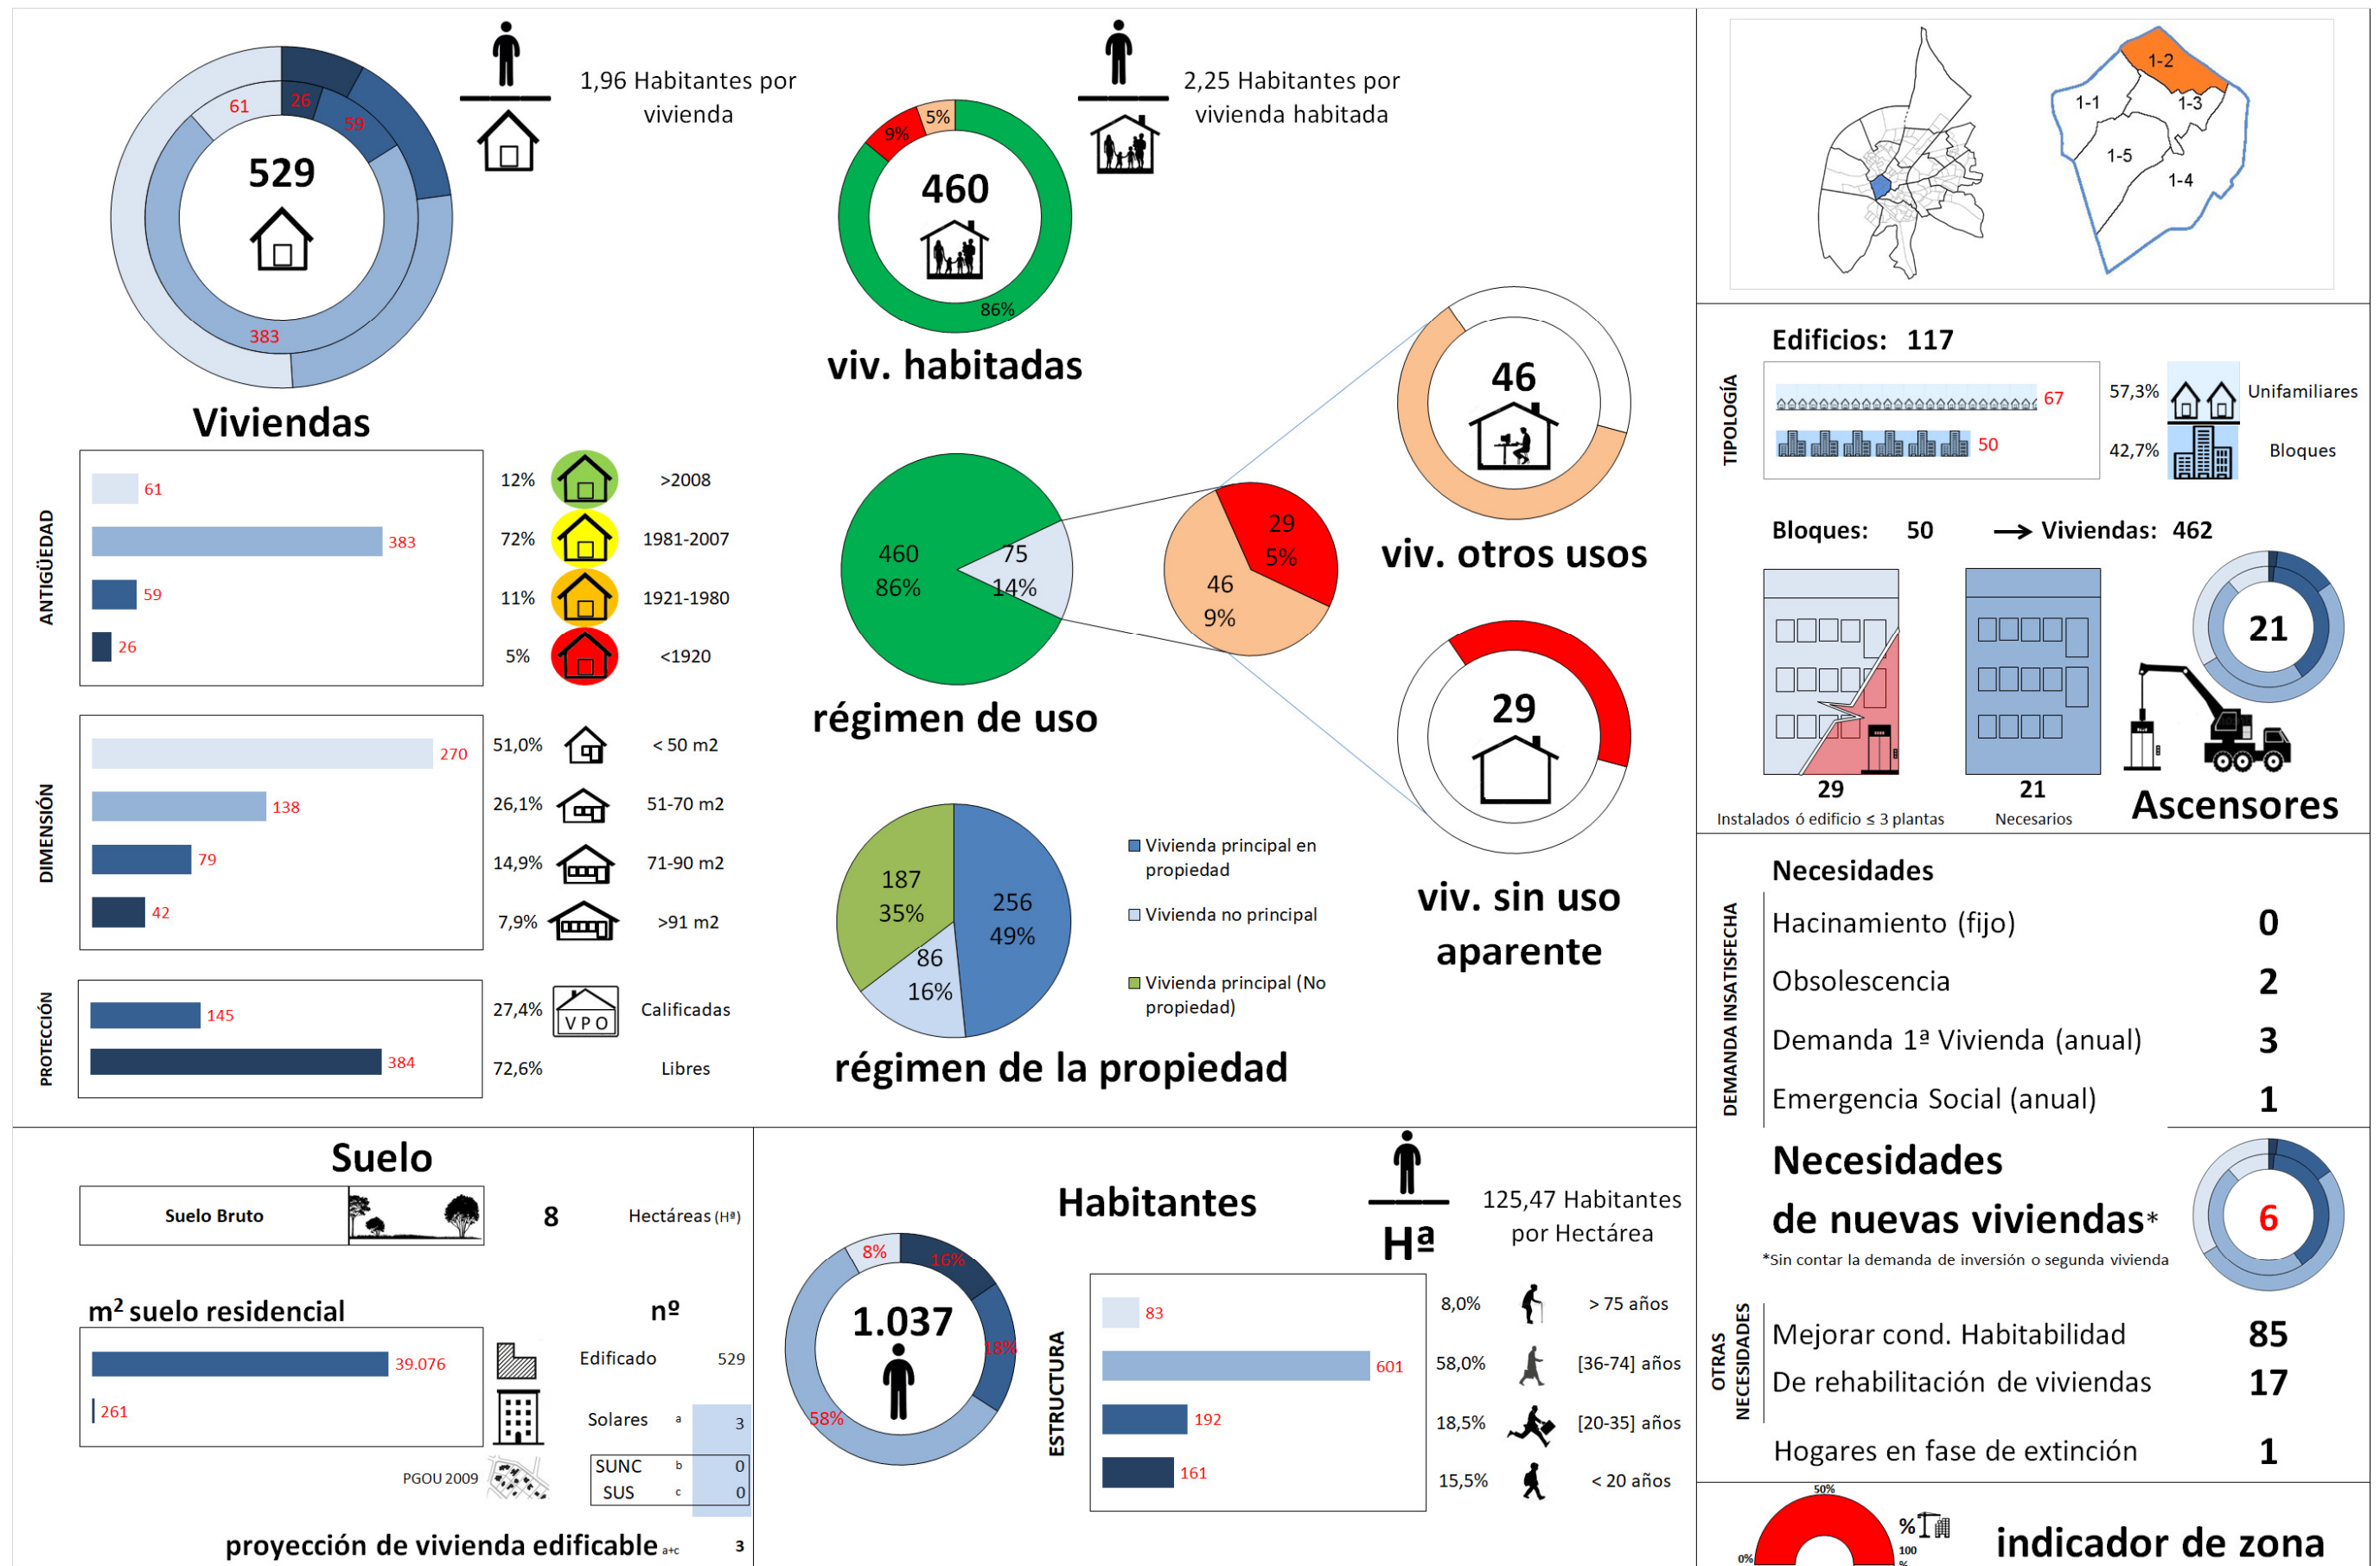 61
26
59
383
529
Viviendas
1,96 Habitantes por
vivienda
5%
9%
86%
460
viv. habitadas
2,25 Habitantes por
vivienda habitada
ANTIGÜEDAD
61
383
59
26
12% >2008
72% 1981-2007
11% 1921-1980
5% <1920
DIMENSIÓN
270
138
79
42
51,0% < 50 m2
26,1% 51-70 m2
14,9% 71-90 m2
7,9% >91 m2
PROTECCIÓN
145
384
27,4% V P O Calificadas
72,6% Libres
460
86%
75
14%
régimen de uso
29
5%
46
9%
46
viv. otros usos
29
viv. sin uso
aparente
187
35%
256
49%
86
16%
Vivienda principal en
propiedad
Vivienda no principal
Vivienda principal (No
propiedad)
régimen de la propiedad
1-2
1-1
1-3
1-5
1-4
Edificios: 117
TIPOLOGÍA
67
50
57,3% Unifamiliares
42,7% Bloques
Bloques: 50 Viviendas: 462
21
29
Instalados ó edificio ≤ 3 plantas
21
Necesarios
Ascensores
DEMANDA INSATISFECHA
Necesidades
Hacinamiento (fijo) 0
Obsolescencia 2
Demanda 1ª Vivienda (anual) 3
Emergencia Social (anual) 1
Necesidades
de nuevas viviendas*
6
*Sin contar la demanda de inversión o segunda vivienda
OTRAS
NECESIDADES
Mejorar cond. Habitabilidad 85
De rehabilitación de viviendas 17
Hogares en fase de extinción 1
50%
0%
%
100
%
indicador de zona
Suelo
Suelo Bruto 8 Hectáreas (Hª)
m² suelo residencial nº
39.076
261
Edificado 529
Solares a 3
PGOU 2009
SUNC b 0
SUS c 0
proyección de vivienda edificable a+c 3
Habitantes
Hª
125,47 Habitantes
por Hectárea
8%
16%
18%
58%
1.037
ESTRUCTURA
83
601
192
161
8,0% > 75 años
58,0% [36-74] años
18,5% [20-35] años
15,5% < 20 años